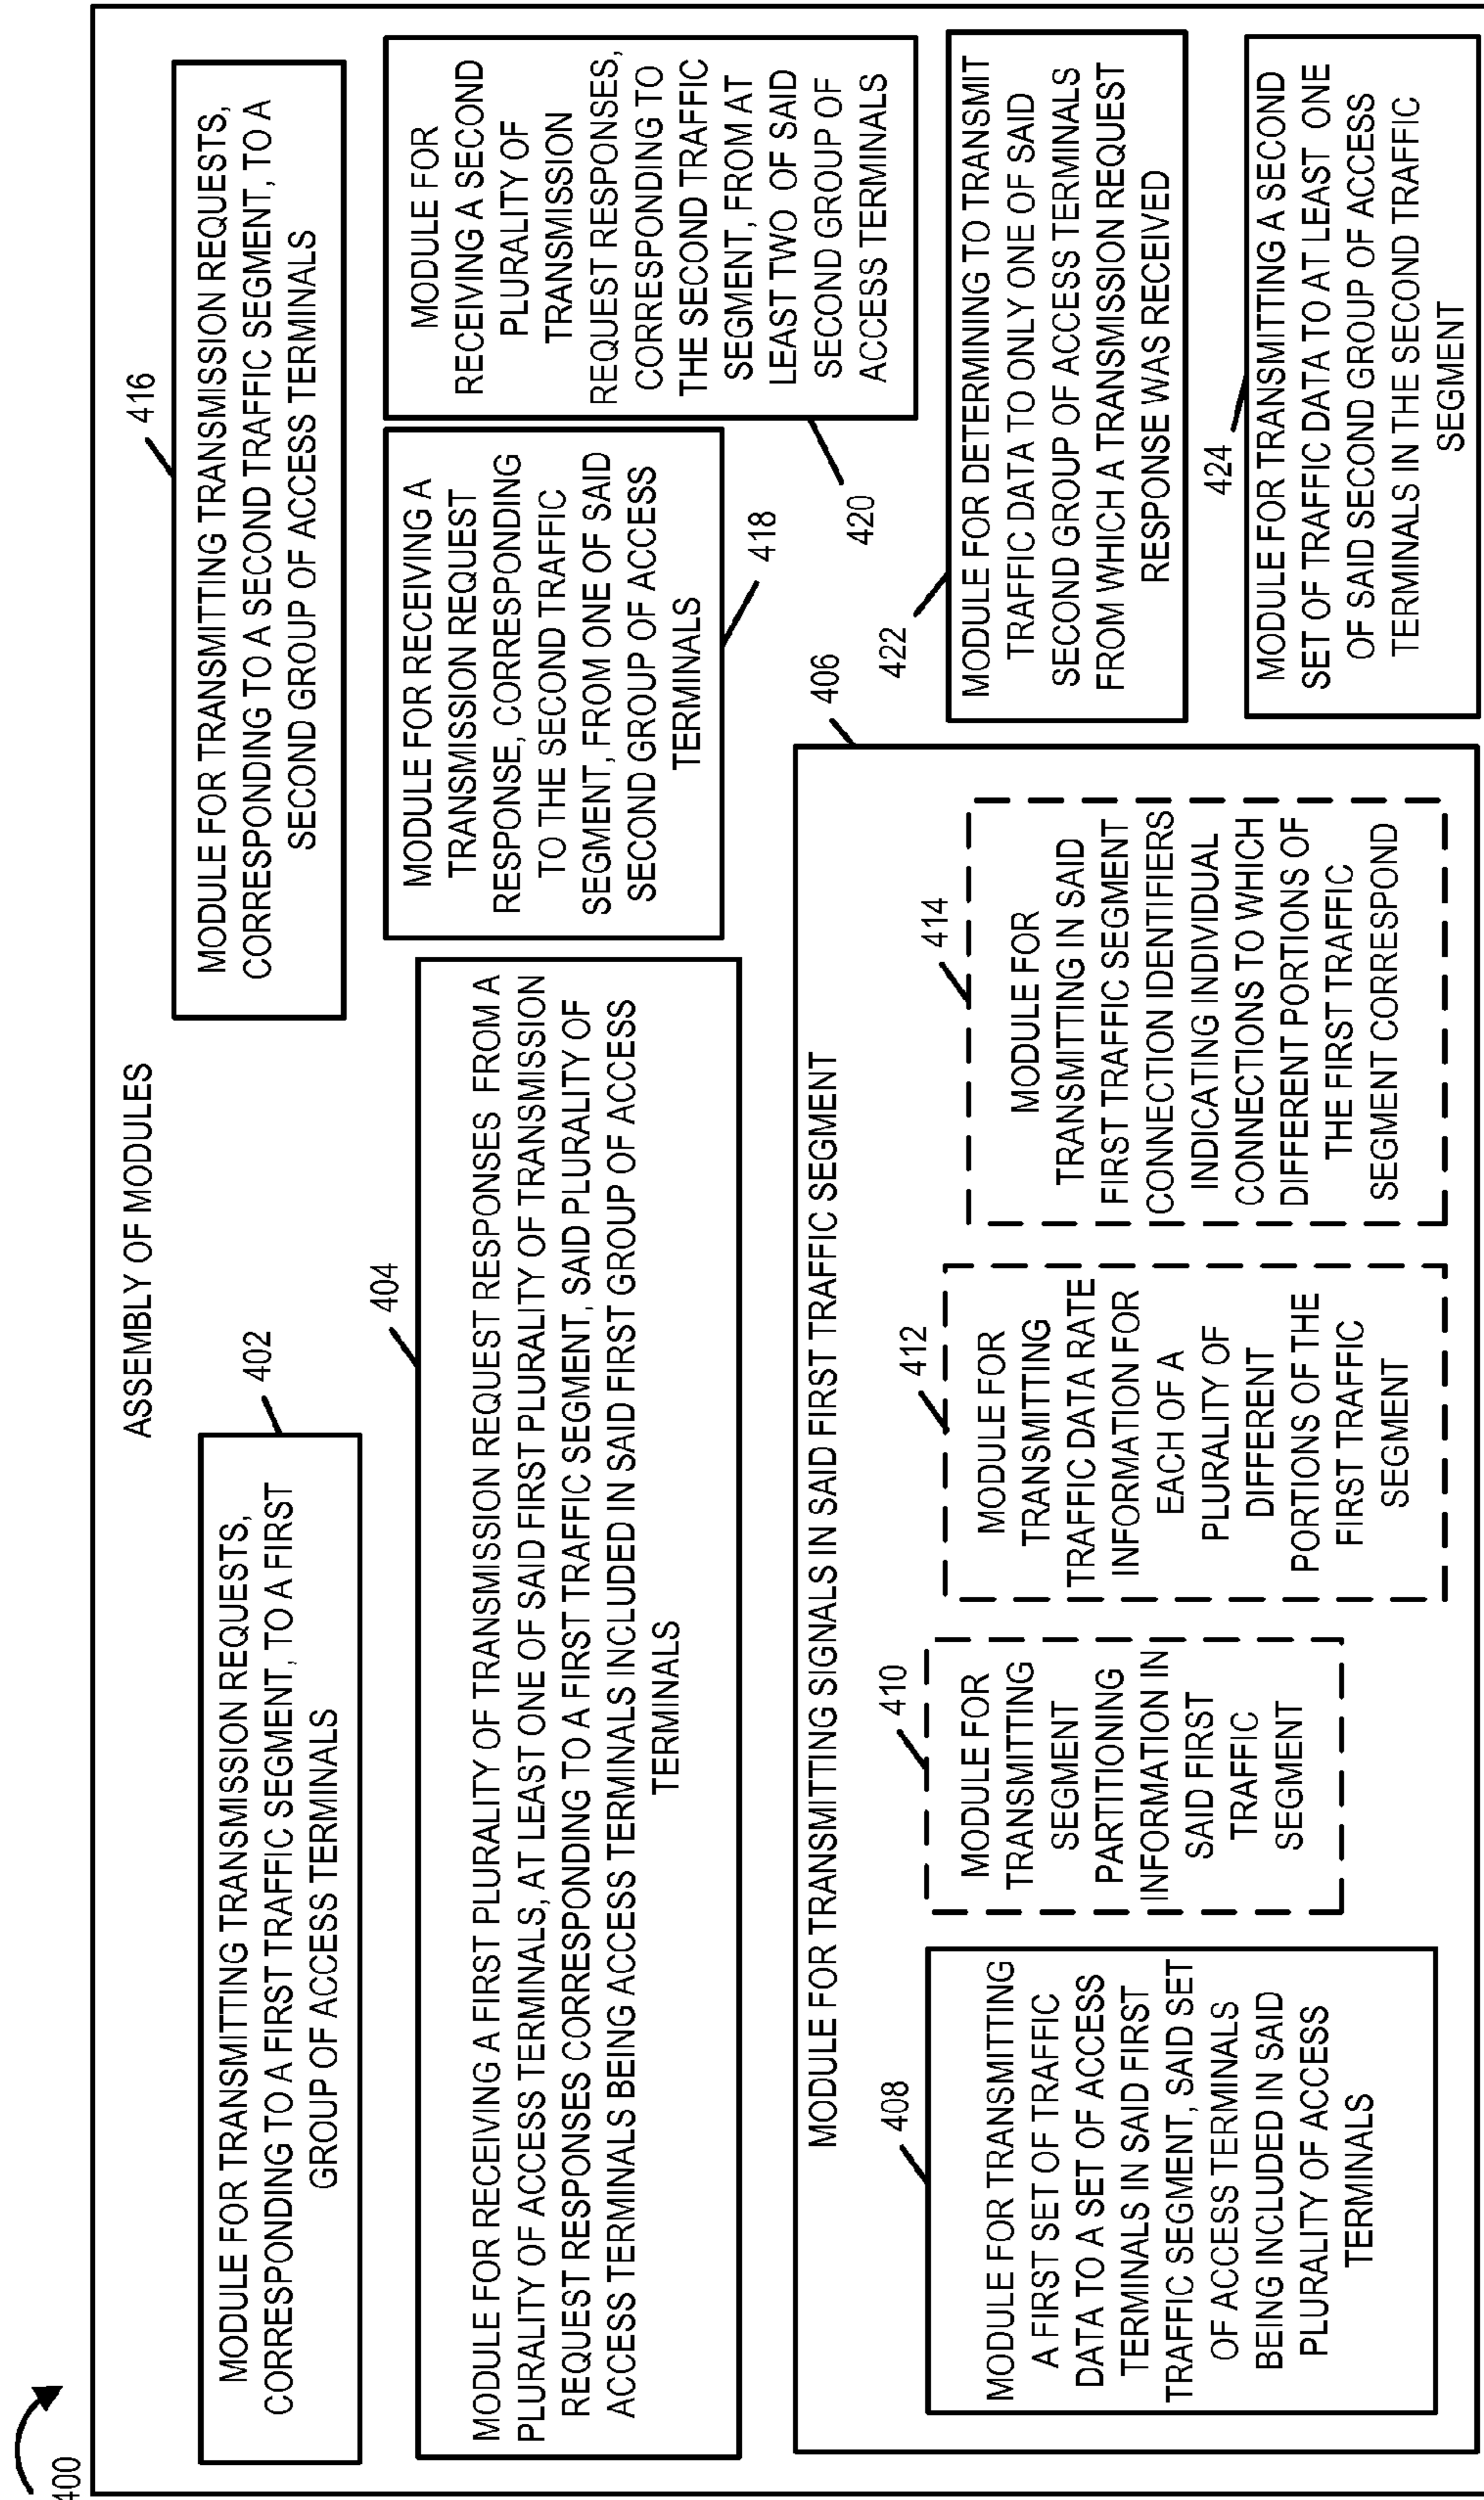 400
ASSEMBLY OF MODULES
402
MODULE FOR TRANSMITTING TRANSMISSION REQUESTS,
CORRESPONDING TO A FIRST TRAFFIC SEGMENT, TO A FIRST
GROUP OF ACCESS TERMINALS
404
MODULE FOR RECEIVING A FIRST PLURALITY OF TRANSMISSION REQUEST RESPONSES FROM A
PLURALITY OF ACCESS TERMINALS, AT LEAST ONE OF SAID FIRST PLURALITY OF TRANSMISSION
REQUEST RESPONSES CORRESPONDING TO A FIRST TRAFFIC SEGMENT, SAID PLURALITY OF
ACCESS TERMINALS BEING ACCESS TERMINALS INCLUDED IN SAID FIRST GROUP OF ACCESS
TERMINALS
MODULE FOR TRANSMITTING SIGNALS IN SAID FIRST TRAFFIC SEGMENT
406
408
MODULE FOR TRANSMITTING
A FIRST SET OF TRAFFIC
DATA TO A SET OF ACCESS
TERMINALS IN SAID FIRST
TRAFFIC SEGMENT, SAID SET
OF ACCESS TERMINALS
BEING INCLUDED IN SAID
PLURALITY OF ACCESS
TERMINALS
410
MODULE FOR
TRANSMITTING
SEGMENT
PARTITIONING
INFORMATION IN
SAID FIRST
TRAFFIC
SEGMENT
412
MODULE FOR
TRANSMITTING
TRAFFIC DATA RATE
INFORMATION FOR
EACH OF A
PLURALITY OF
DIFFERENT
PORTIONS OF THE
FIRST TRAFFIC
SEGMENT
414
MODULE FOR
TRANSMITTING IN SAID
FIRST TRAFFIC SEGMENT
CONNECTION IDENTIFIERS
INDICATING INDIVIDUAL
CONNECTIONS TO WHICH
DIFFERENT PORTIONS OF
THE FIRST TRAFFIC
SEGMENT CORRESPOND
416
MODULE FOR TRANSMITTING TRANSMISSION REQUESTS,
CORRESPONDING TO A SECOND TRAFFIC SEGMENT, TO A
SECOND GROUP OF ACCESS TERMINALS
MODULE FOR RECEIVING A
TRANSMISSION REQUEST
RESPONSE, CORRESPONDING
TO THE SECOND TRAFFIC
SEGMENT, FROM ONE OF SAID
SECOND GROUP OF ACCESS
TERMINALS
418
MODULE FOR
RECEIVING A SECOND
PLURALITY OF
TRANSMISSION
REQUEST RESPONSES,
CORRESPONDING TO
THE SECOND TRAFFIC
SEGMENT, FROM AT
LEAST TWO OF SAID
SECOND GROUP OF
ACCESS TERMINALS
420
422
MODULE FOR DETERMINING TO TRANSMIT
TRAFFIC DATA TO ONLY ONE OF SAID
SECOND GROUP OF ACCESS TERMINALS
FROM WHICH A TRANSMISSION REQUEST
RESPONSE WAS RECEIVED
424
MODULE FOR TRANSMITTING A SECOND
SET OF TRAFFIC DATA TO AT LEAST ONE
OF SAID SECOND GROUP OF ACCESS
TERMINALS IN THE SECOND TRAFFIC
SEGMENT